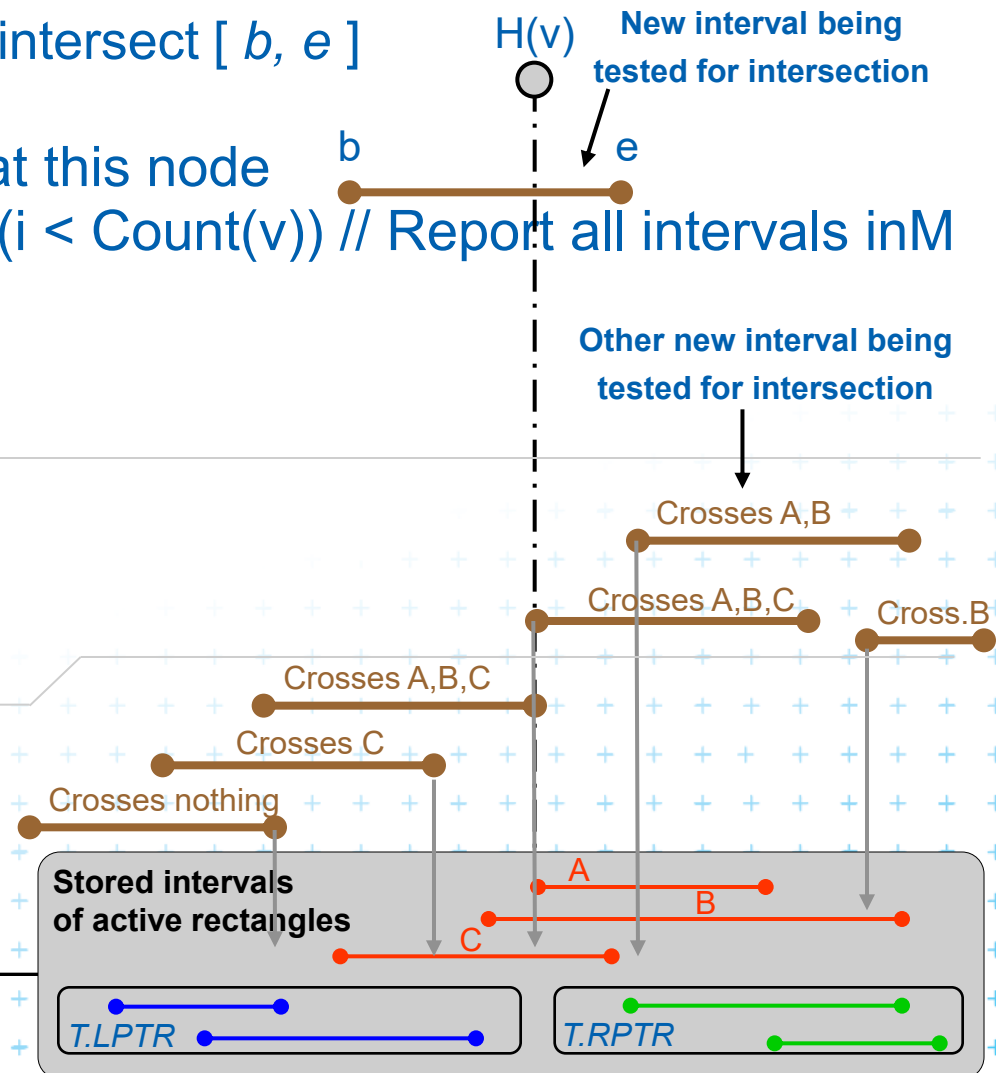 intersect [ b, e ]
H(v)
New interval being
tested for intersection
b
e
at this node
(i < Count(v)) // Report all intervals inM
Other new interval being
tested for intersection
Crosses A,B
Crosses A,B,C
Cross.B
Crosses A,B,C
Crosses C
Crosses nothing
Stored intervals
of active rectangles
A
B
C
T.LPTR
T.RPTR